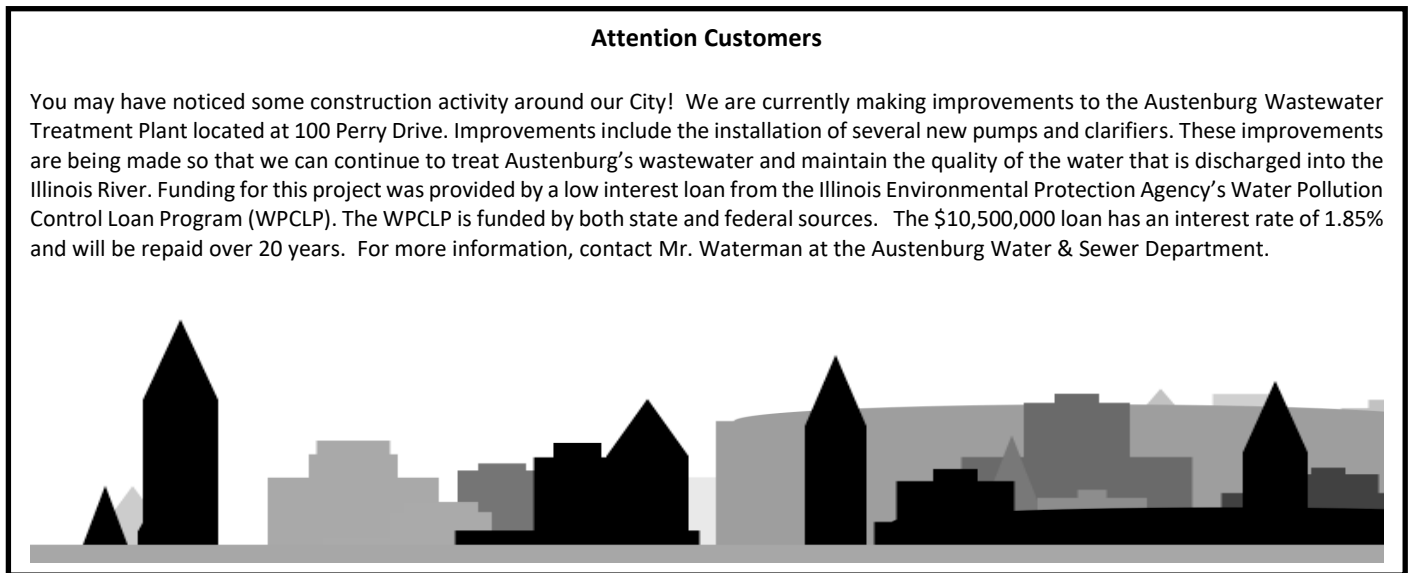 Attention Customers
You may have noticed some construction activity around our City!  We are currently making improvements to the Austenburg Wastewater
Treatment Plant located at 100 Perry Drive. Improvements include the installation of several new pumps and clarifiers. These improvements
are being made so that we can continue to treat Austenburg’s wastewater and maintain the quality of the water that is discharged into the
Illinois River. Funding for this project was provided by a low interest loan from the Illinois Environmental Protection Agency’s Water Pollution
Control Loan Program (WPCLP). The WPCLP is funded by both state and federal sources.   The $10,500,000 loan has an interest rate of 1.85%
and will be repaid over 20 years.  For more information, contact Mr. Waterman at the Austenburg Water & Sewer Department.